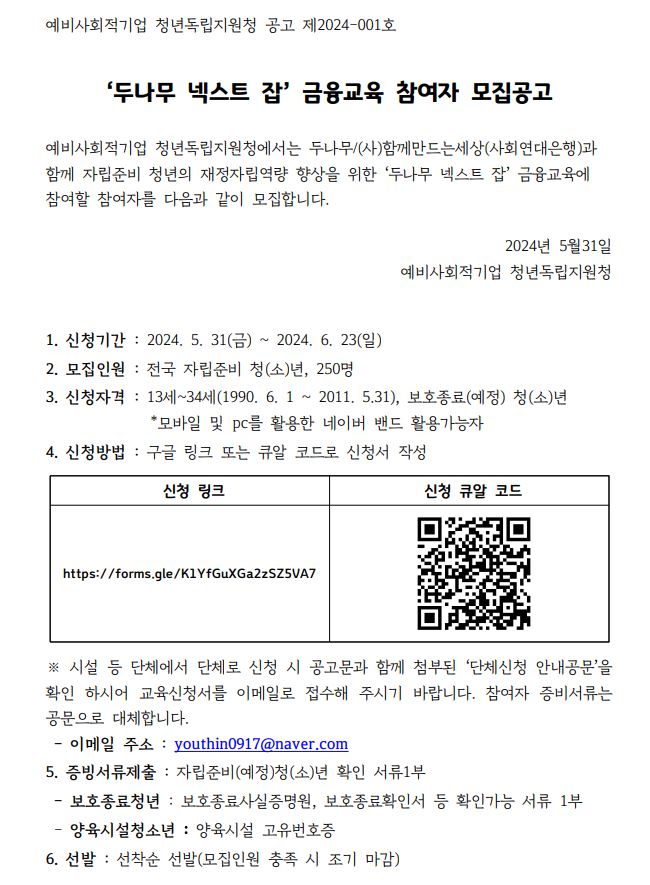 예비사회적기업 청년독립지원청 공고 제2024-001호
‘두나무 넥스트 잡’ 금융교육 참여자 모집공고
예비사회적기업 청년독립지원청에서는 두나무/(사)함께만드는세상(사회연대은행)과
함께 자립준비 청년의 재정자립역량 향상을 위한 ‘두나무 넥스트 잡’ 금융교육에
참여할 참여자를 다음과 같이 모집합니다.
2024년 5월31일
예비사회적기업 청년독립지원청
1. 신청기간 : 2024. 5. 31(금) ~ 2024. 6. 23(일)
2. 모집인원 : 전국 자립준비 청(소)년, 250명
3. 신청자격 : 13세~34세(1990. 6. 1 ~ 2011. 5.31), 보호종료(예정) 청(소)년
*모바일 및 pc를 활용한 네이버 밴드 활용가능자
4. 신청방법 : 구글 링크 또는 큐알 코드로 신청서 작성
신청 링크
신청 큐알 코드
https://forms.gle/K1YfGuXGa2zSZ5VA7
※ 시설 등 단체에서 단체로 신청 시 공고문과 함께 첨부된 ‘단체신청 안내공문’을
확인 하시어 교육신청서를 이메일로 접수해 주시기 바랍니다. 참여자 증비서류는
공문으로 대체합니다.
- 이메일 주소 : youthin0917@naver.com
5. 증빙서류제출 : 자립준비(예정)청(소)년 확인 서류1부
- 보호종료청년 : 보호종료사실증명원, 보호종료확인서 등 확인가능 서류 1부
- 양육시설청소년 : 양육시설 고유번호증
6. 선발 : 선착순 선발(모집인원 충족 시 조기 마감)